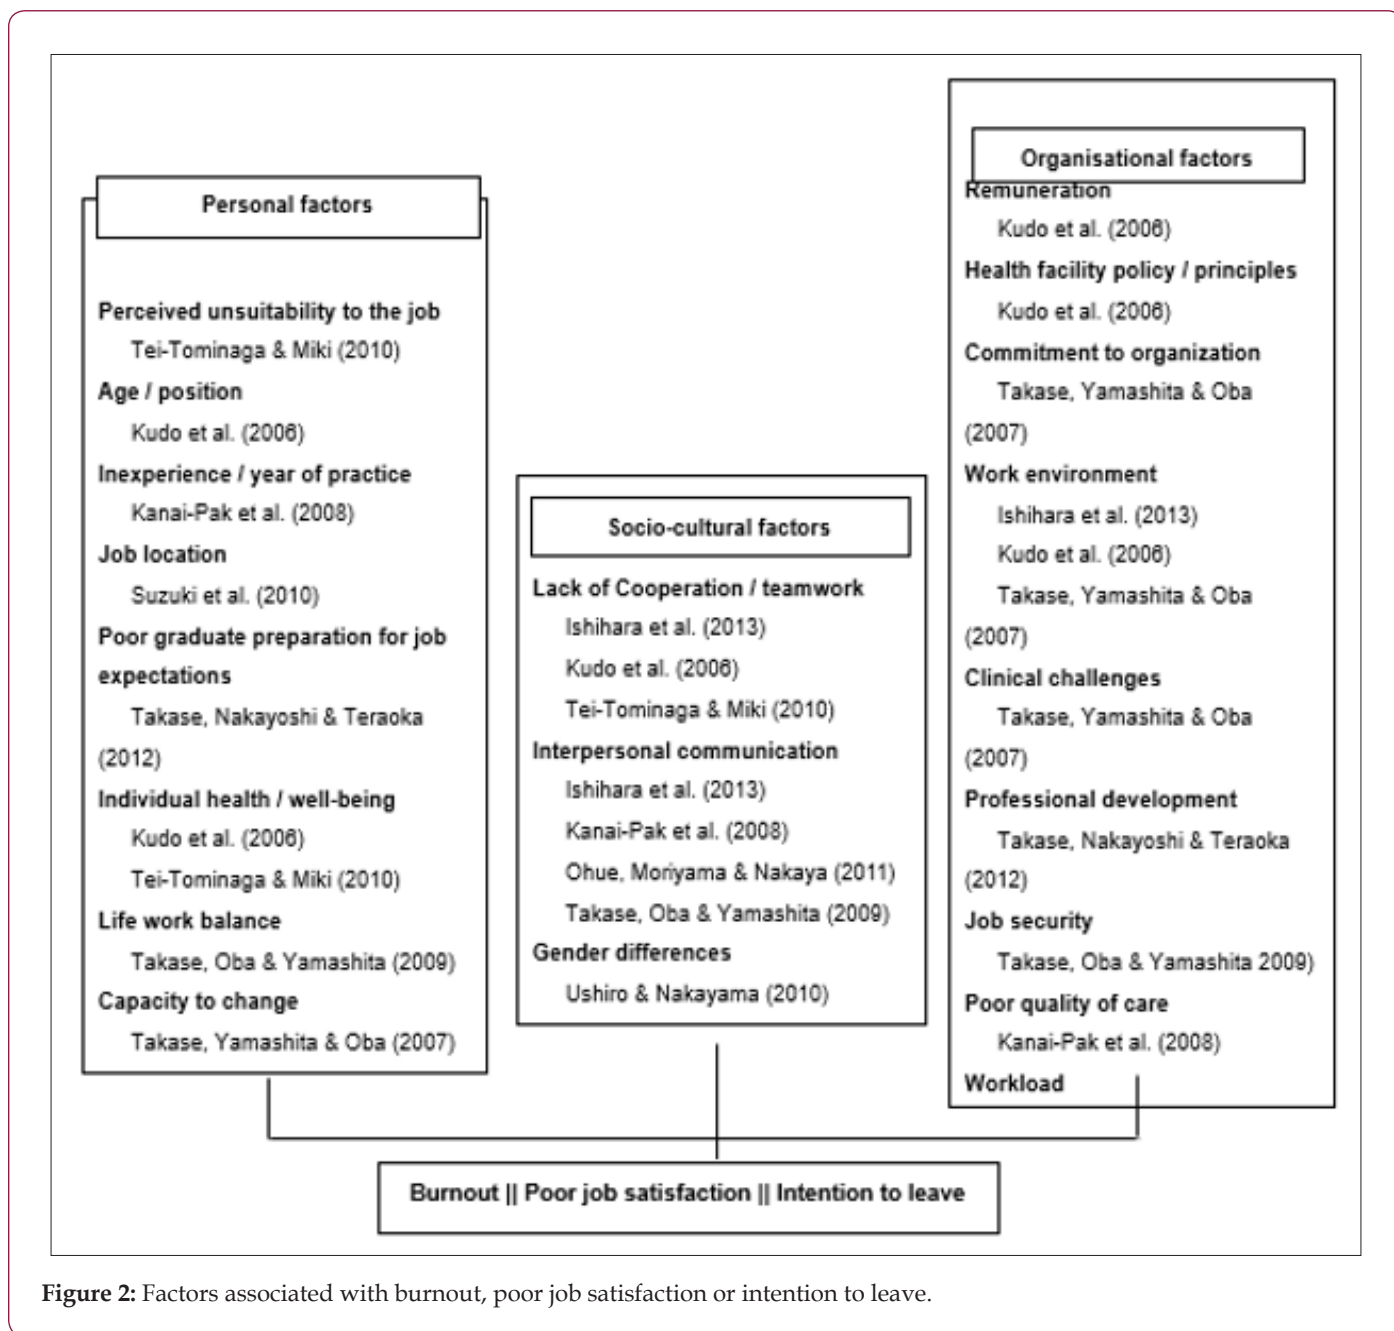 Personal factors
Perceived unsuitability to the job
Tei-Tominaga & Miki (2010)
Age / position
Kudo et al. (2006)
Inexperience / year of practice
Kanai-Pak et al. (2008)
Job location
Suzuki et al. (2010)
Poor graduate preparation for job
expectations
Takase, Nakayoshi & Teraoka
(2012)
Individual health / well-being
Kudo et al. (2006)
Tei-Tominaga & Miki (2010)
Life work balance
Takase, Oba & Yamashita (2009)
Capacity to change
Takase, Yamashita & Oba (2007)
Socio-cultural factors
Lack of Cooperation / teamwork
Ishihara et al. (2013)
Kudo et al. (2006)
Tei-Tominaga & Miki (2010)
Interpersonal communication
Ishihara et al. (2013)
Kanai-Pak et al. (2008)
Ohue, Moriyama & Nakaya (2011)
Takase, Oba & Yamashita (2009)
Gender differences
Ushiro & Nakayama (2010)
Organisational factors
Remuneration
Kudo et al. (2006)
Health facility policy / principles
Kudo et al. (2006)
Commitment to organization
Takase, Yamashita & Oba
(2007)
Work environment
Ishihara et al. (2013)
Kudo et al. (2006)
Takase, Yamashita & Oba
(2007)
Clinical challenges
Takase, Yamashita & Oba
(2007)
Professional development
Takase, Nakayoshi & Teraoka
(2012)
Job security
Takase, Oba & Yamashita 2009)
Poor quality of care
Kanai-Pak et al. (2008)
Workload
Burnout || Poor job satisfaction || Intention to leave
Figure 2: Factors associated with burnout, poor job satisfaction or intention to leave.